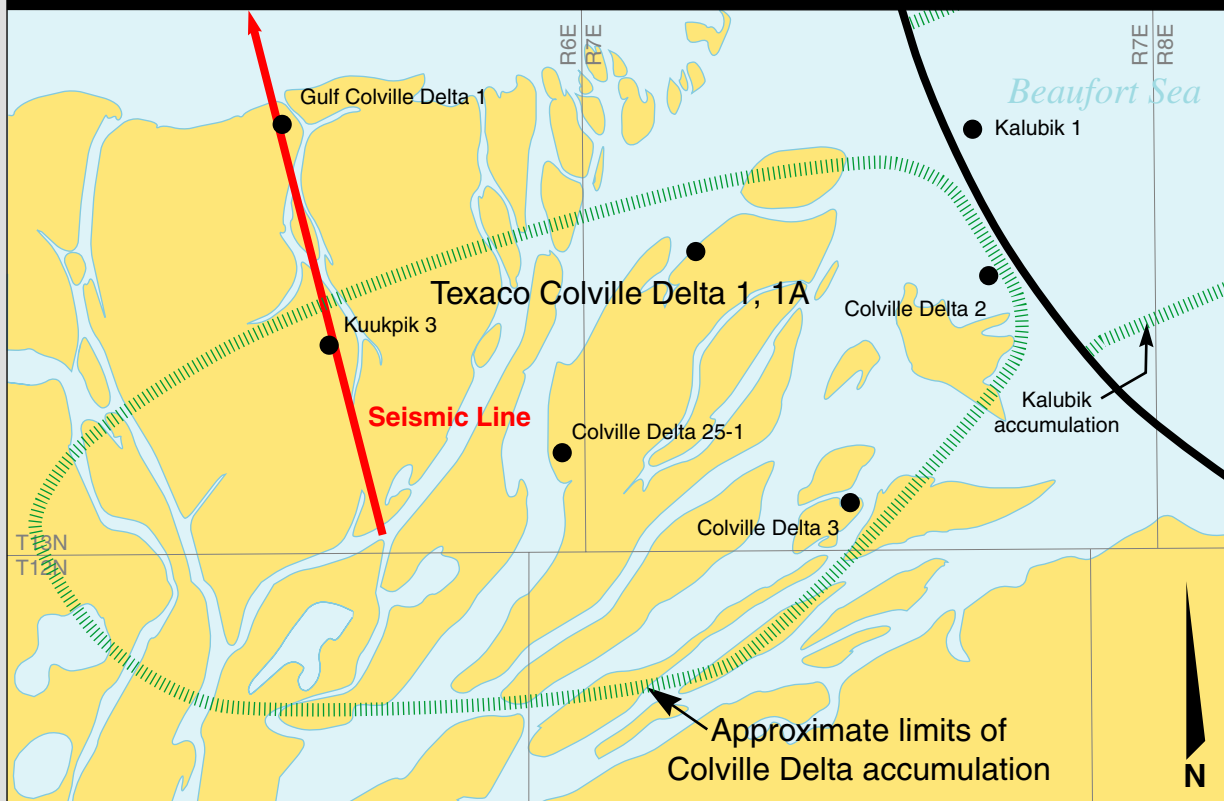 R6E
R7E
R7E
R8E
Beaufort Sea
Gulf Colville Delta 1
Kalubik 1
Texaco Colville Delta 1, 1A
Colville Delta 2
Kuukpik 3
Seismic Line
Kalubik
accumulation
Colville Delta 25-1
Colville Delta 3
T13N
T12N
Approximate limits of
Colville Delta accumulation
N